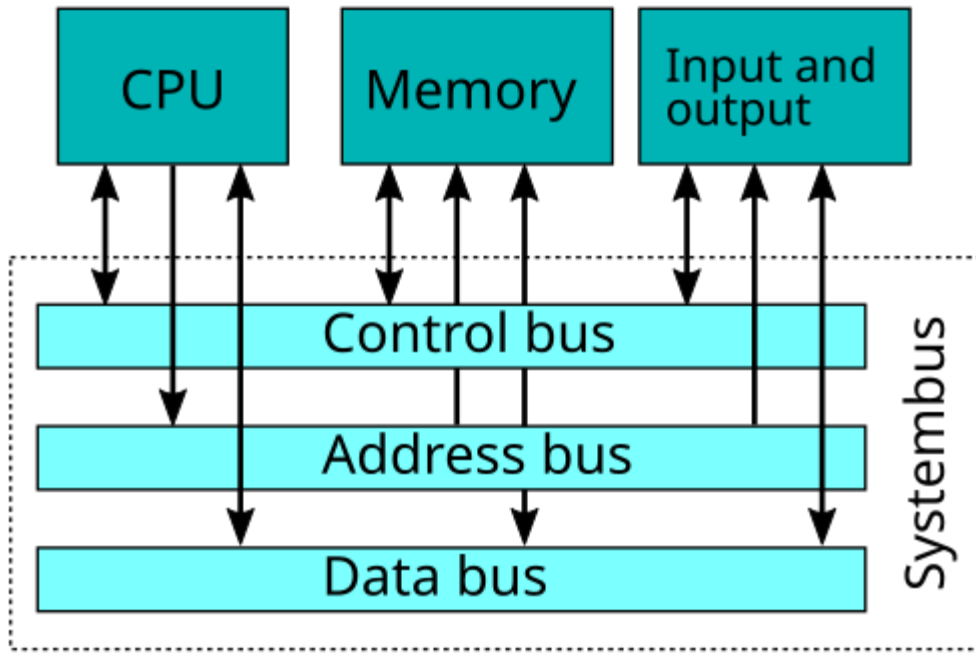 CPU
Memory
Input and
output
Control bus
Address bus
Data bus
Systembus